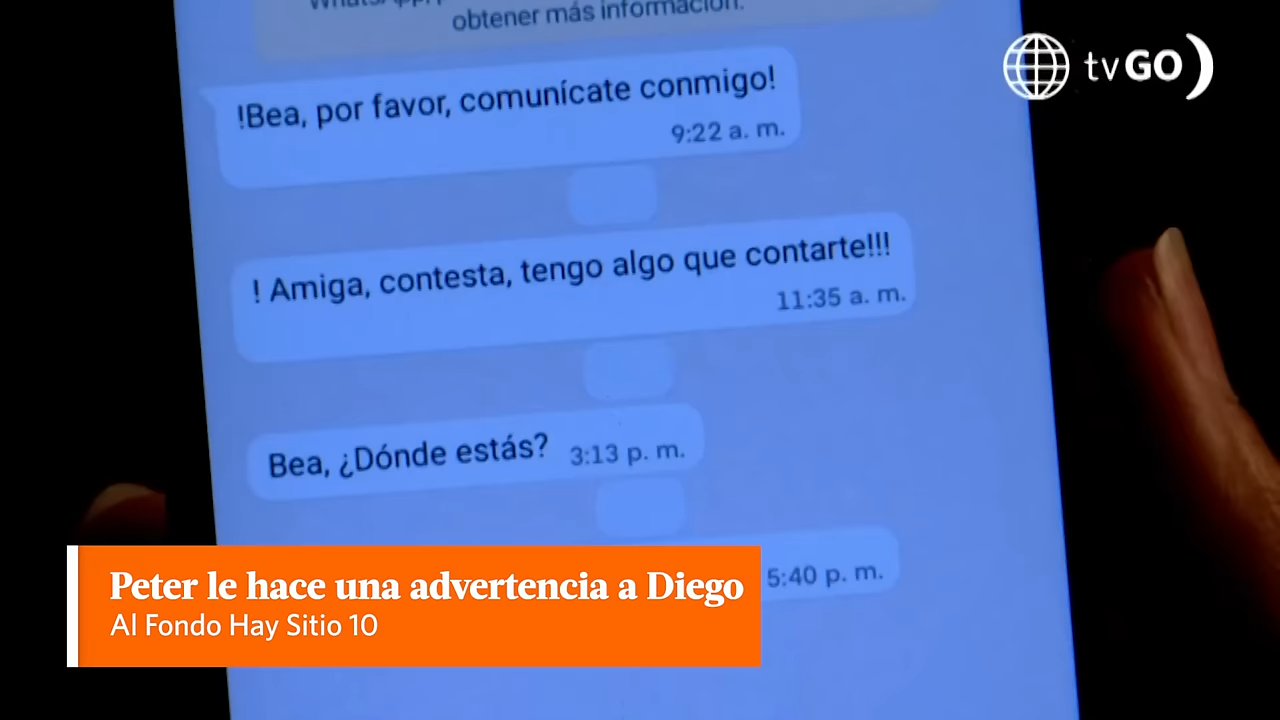 obtener más información.
tvGO
!Bea, por favor, comunícate conmigo!
9:22 a. m.
! Amiga, contesta, tengo algo que contarte!!!
11:35 a. m.
Bea, ¿Dónde estás? 3:13 p. m.
5:40 p. m.
Peter le hace una advertencia a Diego
Al Fondo Hay Sitio 10